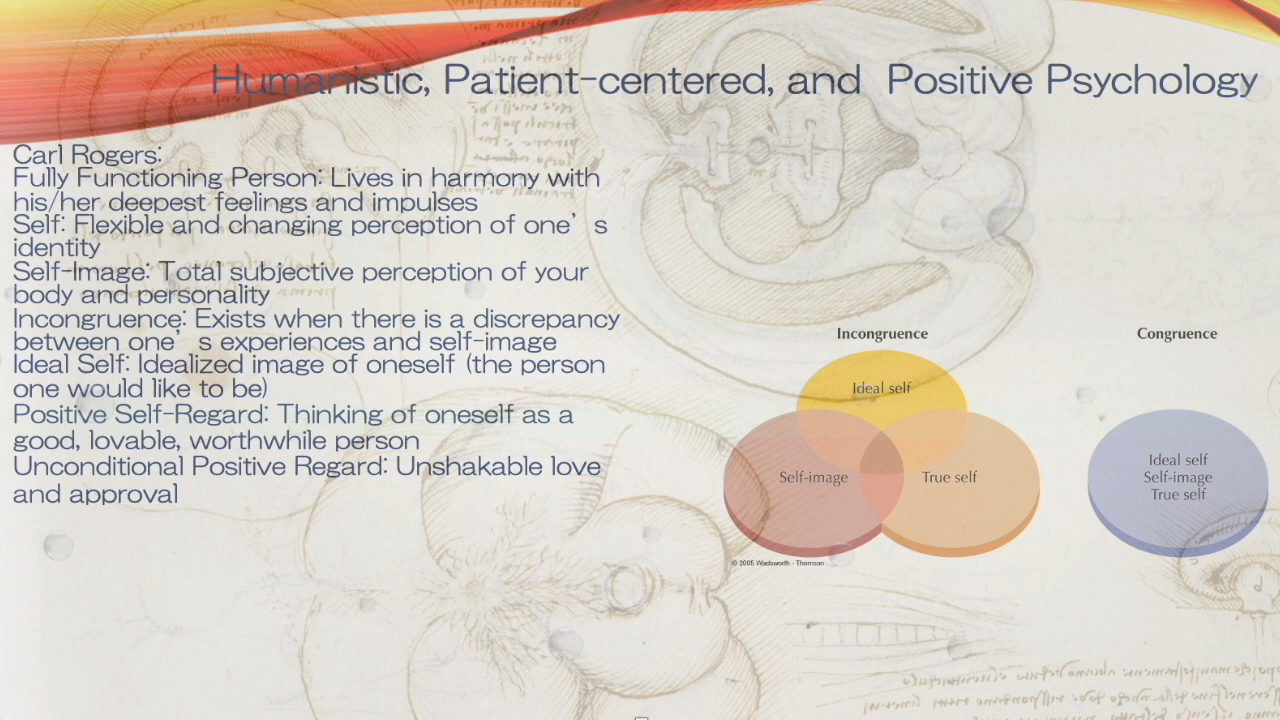 Humanistic, Patient-centered, and  Positive Psychology
Carl Rogers:
Fully Functioning Person: Lives in harmony with
his/her deepest feelings and impulses
Self: Flexible and changing perception of one’s
identity
Self-Image: Total subjective perception of your
body and personality
Incongruence: Exists when there is a discrepancy
between one’s experiences and self-image
Ideal Self: Idealized image of oneself (the person
one would like to be)
Positive Self-Regard: Thinking of oneself as a
good, lovable, worthwhile person
Unconditional Positive Regard: Unshakable love
and approval
Incongruence
Ideal self
Self-image
True self
© 2005 Wadsworth - Thomson
Congruence
Ideal self
Self-image
True self